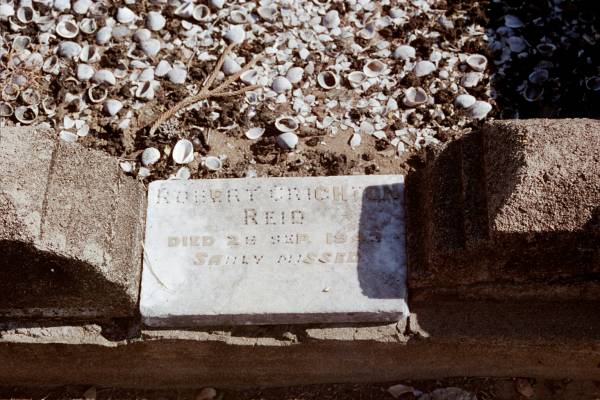 ROBERT CRICHTON
REID
DIED 28 SEP.
SADLY MISSED